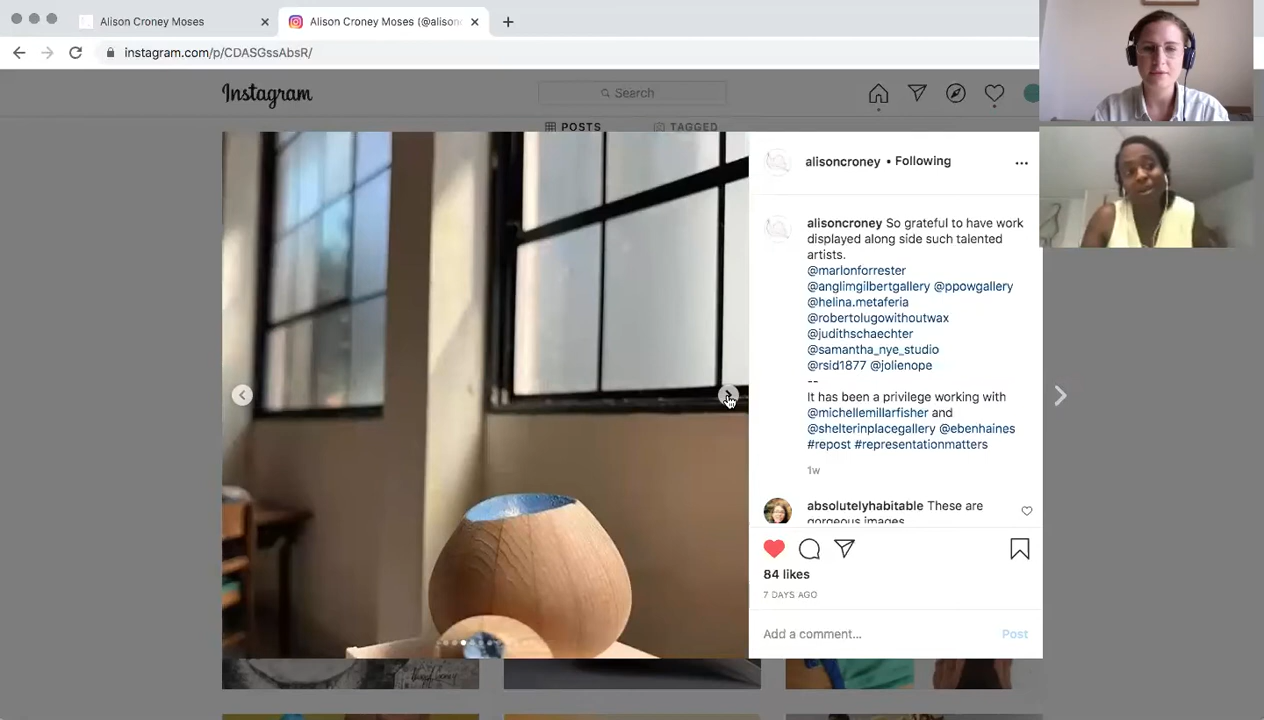 Alison Croney Moses
Alison Croney Moses (@alison
instagram.com/p/CDASGssAbsR/
Instagram
Search
POSTS
TAGGED
alisoncroney • Following
alisoncroney So grateful to have work
displayed along side such talented
artists.
@marlonforrester
@anglimgilbertgallery @ppowgallery
@helina.metaferia
@robertolugowithoutwax
@judithschaechter
@samantha_nye_studio
@rsid1877 @jolienope
--
It has been a privilege working with
@michellemillarfisher and
@shelterinplacegallery @ebenhaines
#repost #representationmatters
1w
absolutelyhabitable These are
gorgeous images
84 likes
7 DAYS AGO
Add a comment...
Post